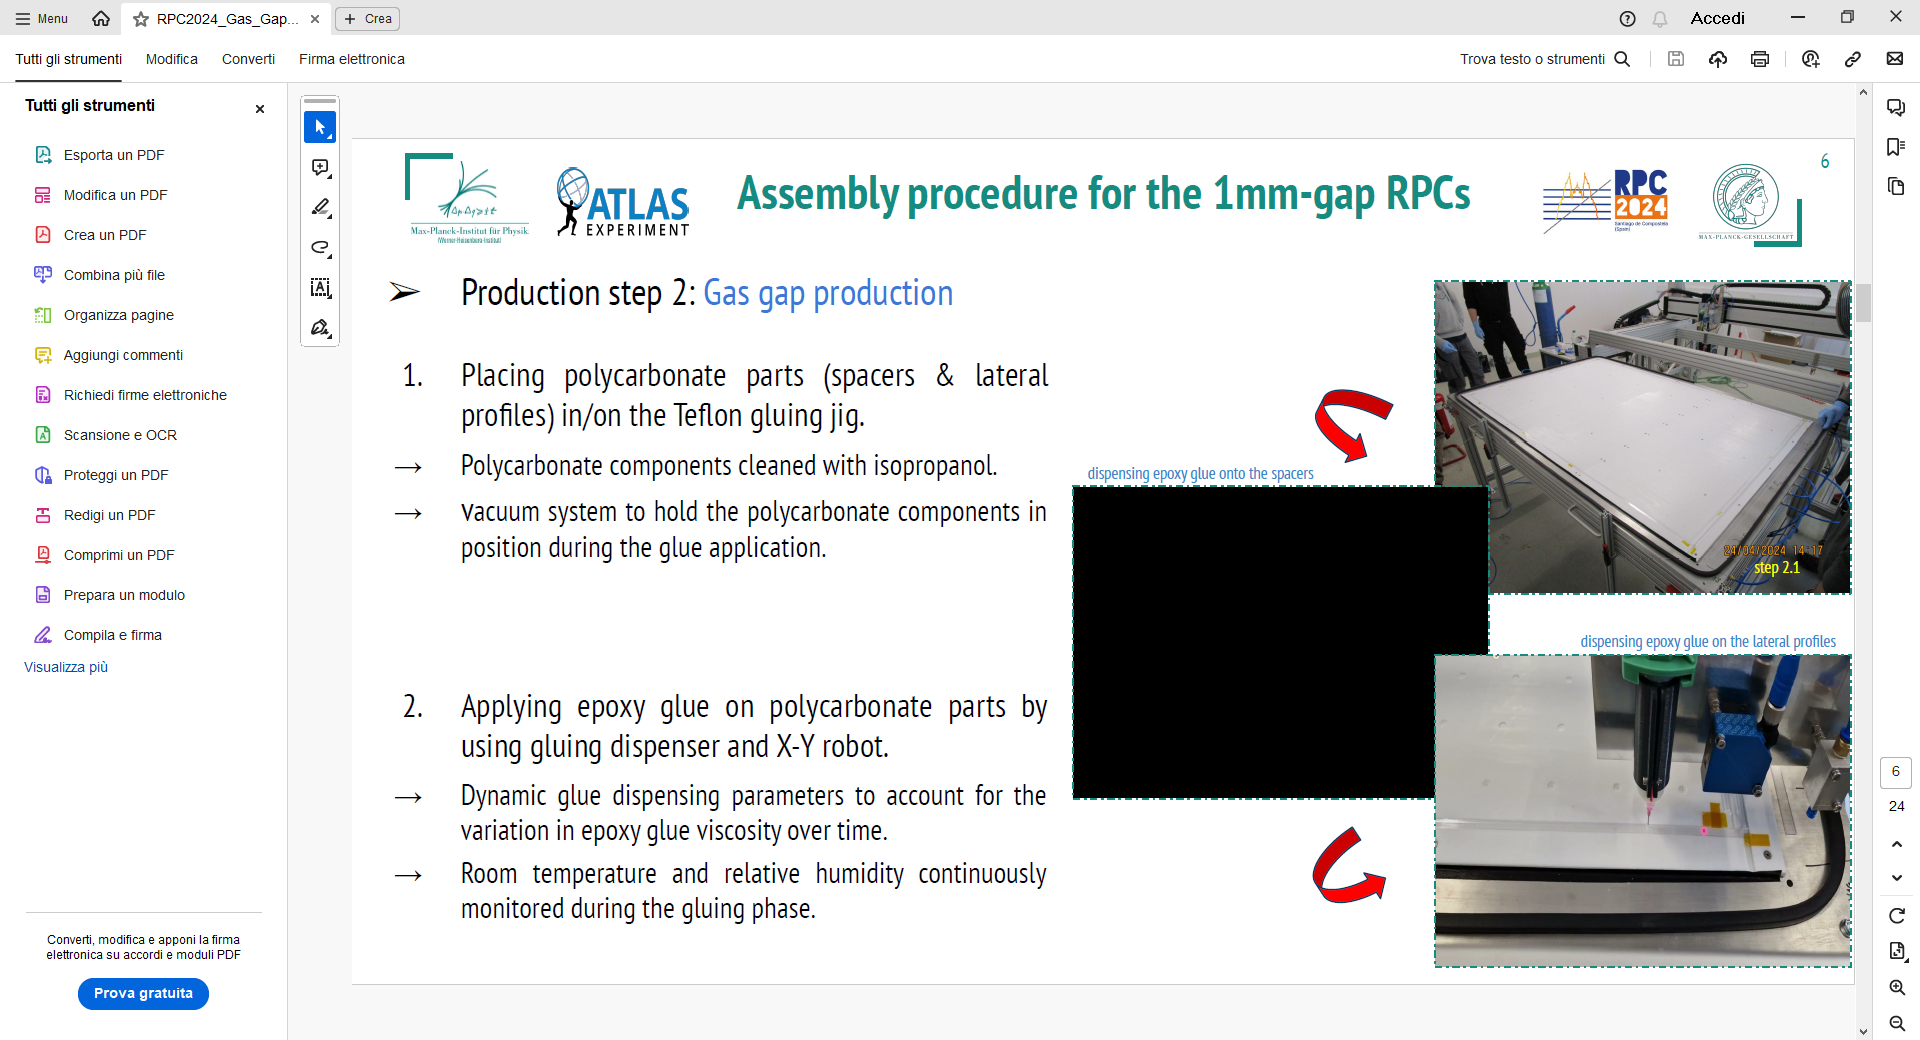 Menu
RPC2024_Gas_Gap...
Crea
Accedi
Tutti gli strumenti
Modifica
Converti
Firma elettronica
Trova testo o strumenti
Tutti gli strumenti
Esporta un PDF
Modifica un PDF
Crea un PDF
Combina più file
Organizza pagine
Aggiungi commenti
Richiedi firme elettroniche
Scansione e OCR
Proteggi un PDF
Redigi un PDF
Comprimi un PDF
Prepara un modulo
Compila e firma
Visualizza più
Converti, modifica e apponi la firma
elettronica su accordi e moduli PDF
Prova gratuita
Max-Planck-Institut für Physik
(Werner-Heisenberg-Institut)
ATLAS
EXPERIMENT
Assembly procedure for the 1mm-gap RPCs
RPC
2024
Santiago de Compostela
(Spain)
MAX-PLANCK-GESELLSCHAFT
6
➢ Production step 2: Gas gap production
1. Placing polycarbonate parts (spacers & lateral
profiles) in/on the Teflon gluing jig.
→ Polycarbonate components cleaned with isopropanol.
→ Vacuum system to hold the polycarbonate components in
position during the glue application.
2. Applying epoxy glue on polycarbonate parts by
using gluing dispenser and X-Y robot.
→ Dynamic glue dispensing parameters to account for the
variation in epoxy glue viscosity over time.
→ Room temperature and relative humidity continuously
monitored during the gluing phase.
dispensing epoxy glue onto the spacers
24/04/2024 14:17
step 2.1
dispensing epoxy glue on the lateral profiles
6
24